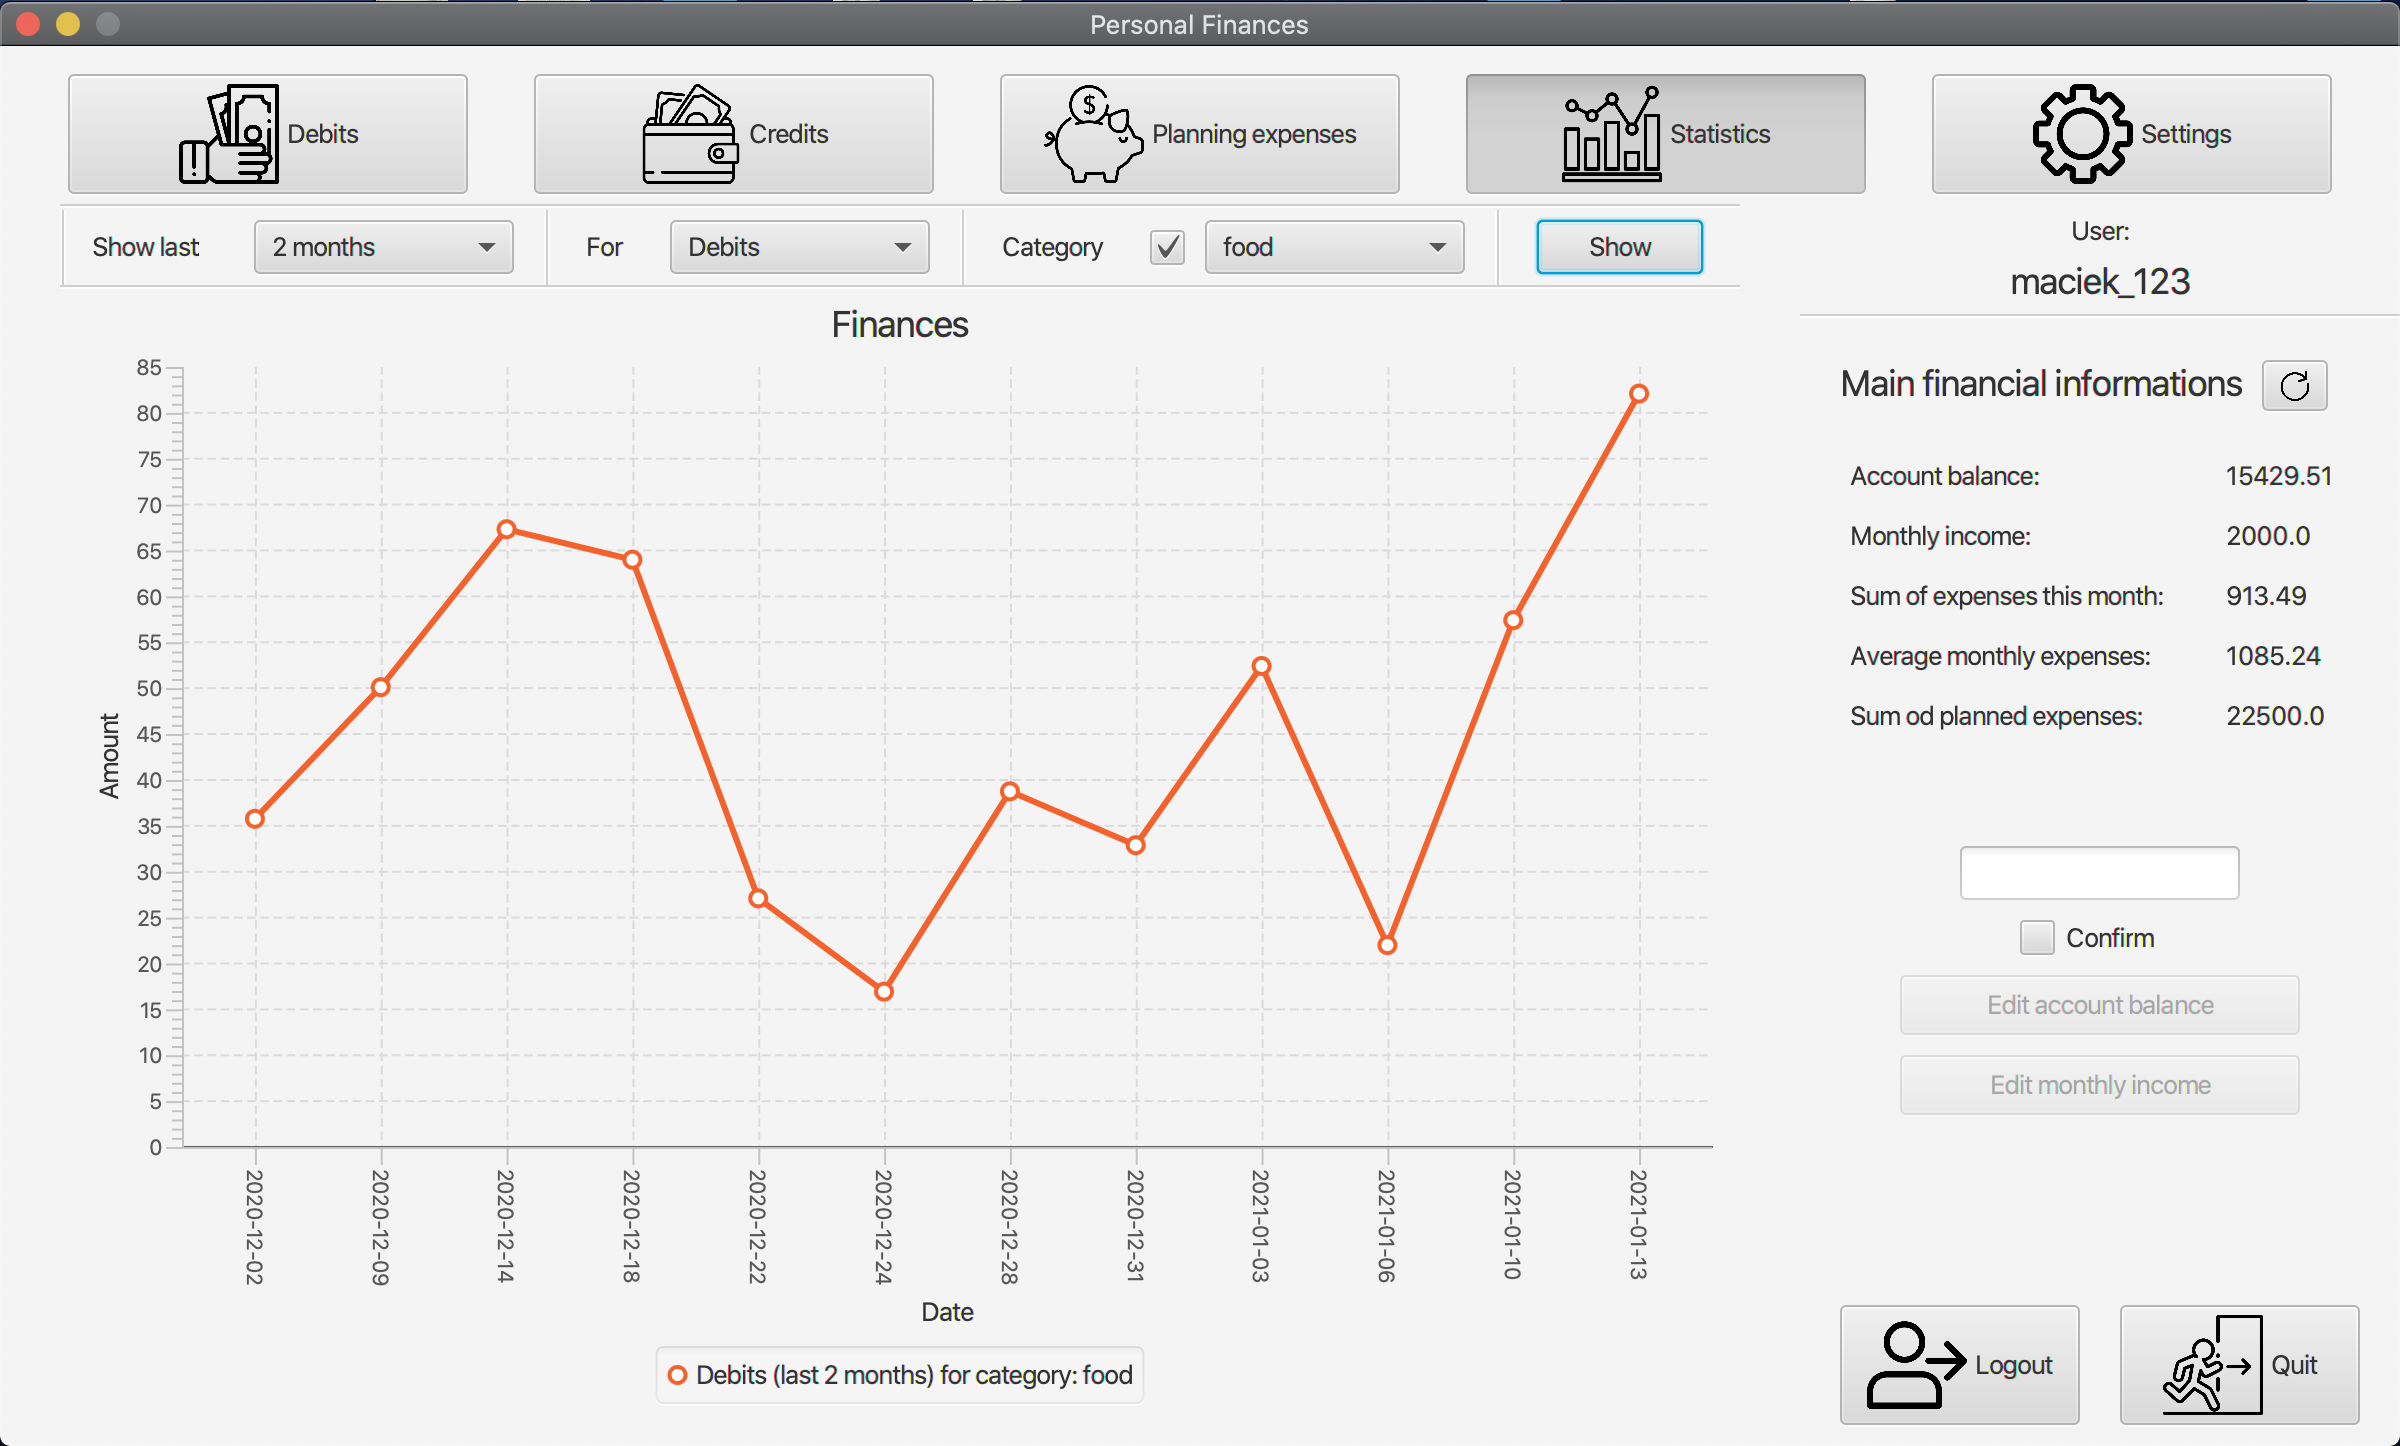 Personal Finances
Debits
Credits
$
Planning expenses
Statistics
Settings
Show last
2 months
For
Debits
Category
food
Show
User:
maciek_123
Finances
Main financial informations
Account balance: 15429.51
Monthly income: 2000.0
Sum of expenses this month: 913.49
Average monthly expenses: 1085.24
Sum od planned expenses: 22500.0
Confirm
Edit account balance
Edit monthly income
Amount
85
80
75
70
65
60
55
50
45
40
35
30
25
20
15
10
5
0
2020-12-02
2020-12-09
2020-12-14
2020-12-18
2020-12-22
2020-12-24
2020-12-28
2020-12-31
2021-01-03
2021-01-06
2021-01-10
2021-01-13
Date
Debits (last 2 months) for category: food
Logout
Quit